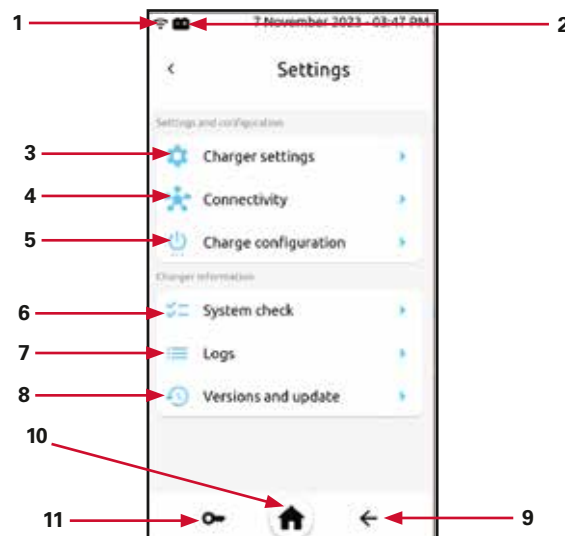 1
7 November 2023 - 03:47 PM
2
Settings
Settings and configuration
3 Charger settings
4 Connectivity
5 Charge configuration
Charger information
6 System check
7 Logs
8 Versions and update
10
11
9